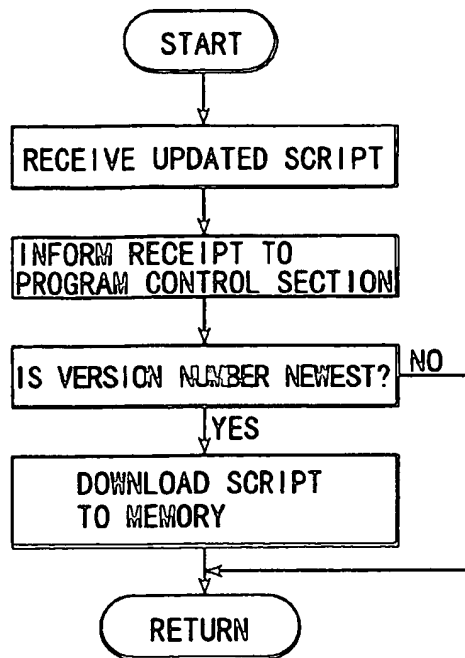 START
RECEIVE UPDATED SCRIPT
INFORM RECEIPT TO
PROGRAM CONTROL SECTION
IS VERSION NUMBER NEWEST?
NO
YES
DOWNLOAD SCRIPT
TO MEMORY
RETURN